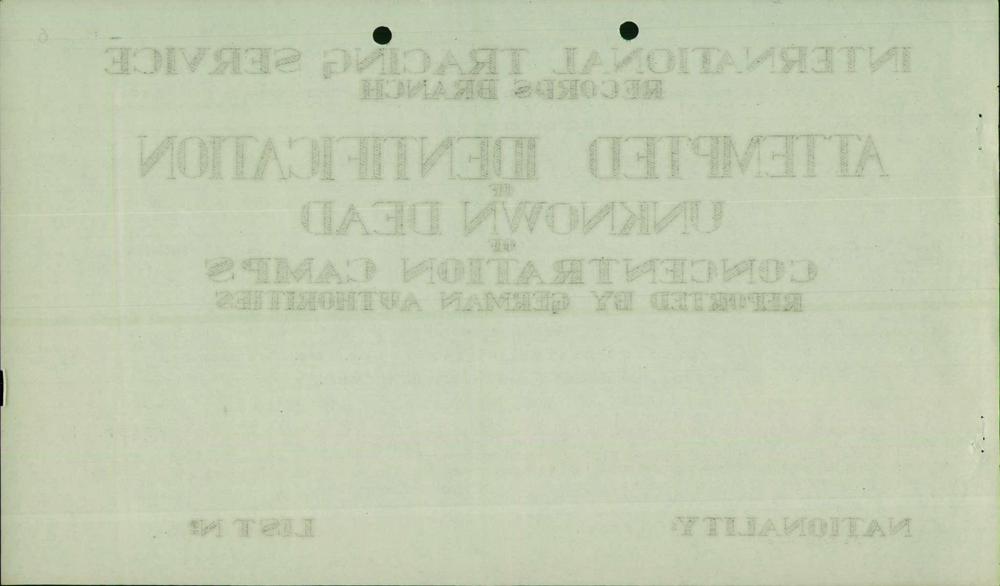 6
INTERNATIONAL TRACING SERVICE
RECORDS BRANCH
ATTEMPTED IDENTIFICATION
OF
UNKNOWN DEAD
OF
CONCENTRATION CAMPS
REPORTED BY GERMAN AUTHORITIES
NATIONALITY: LIST Nº